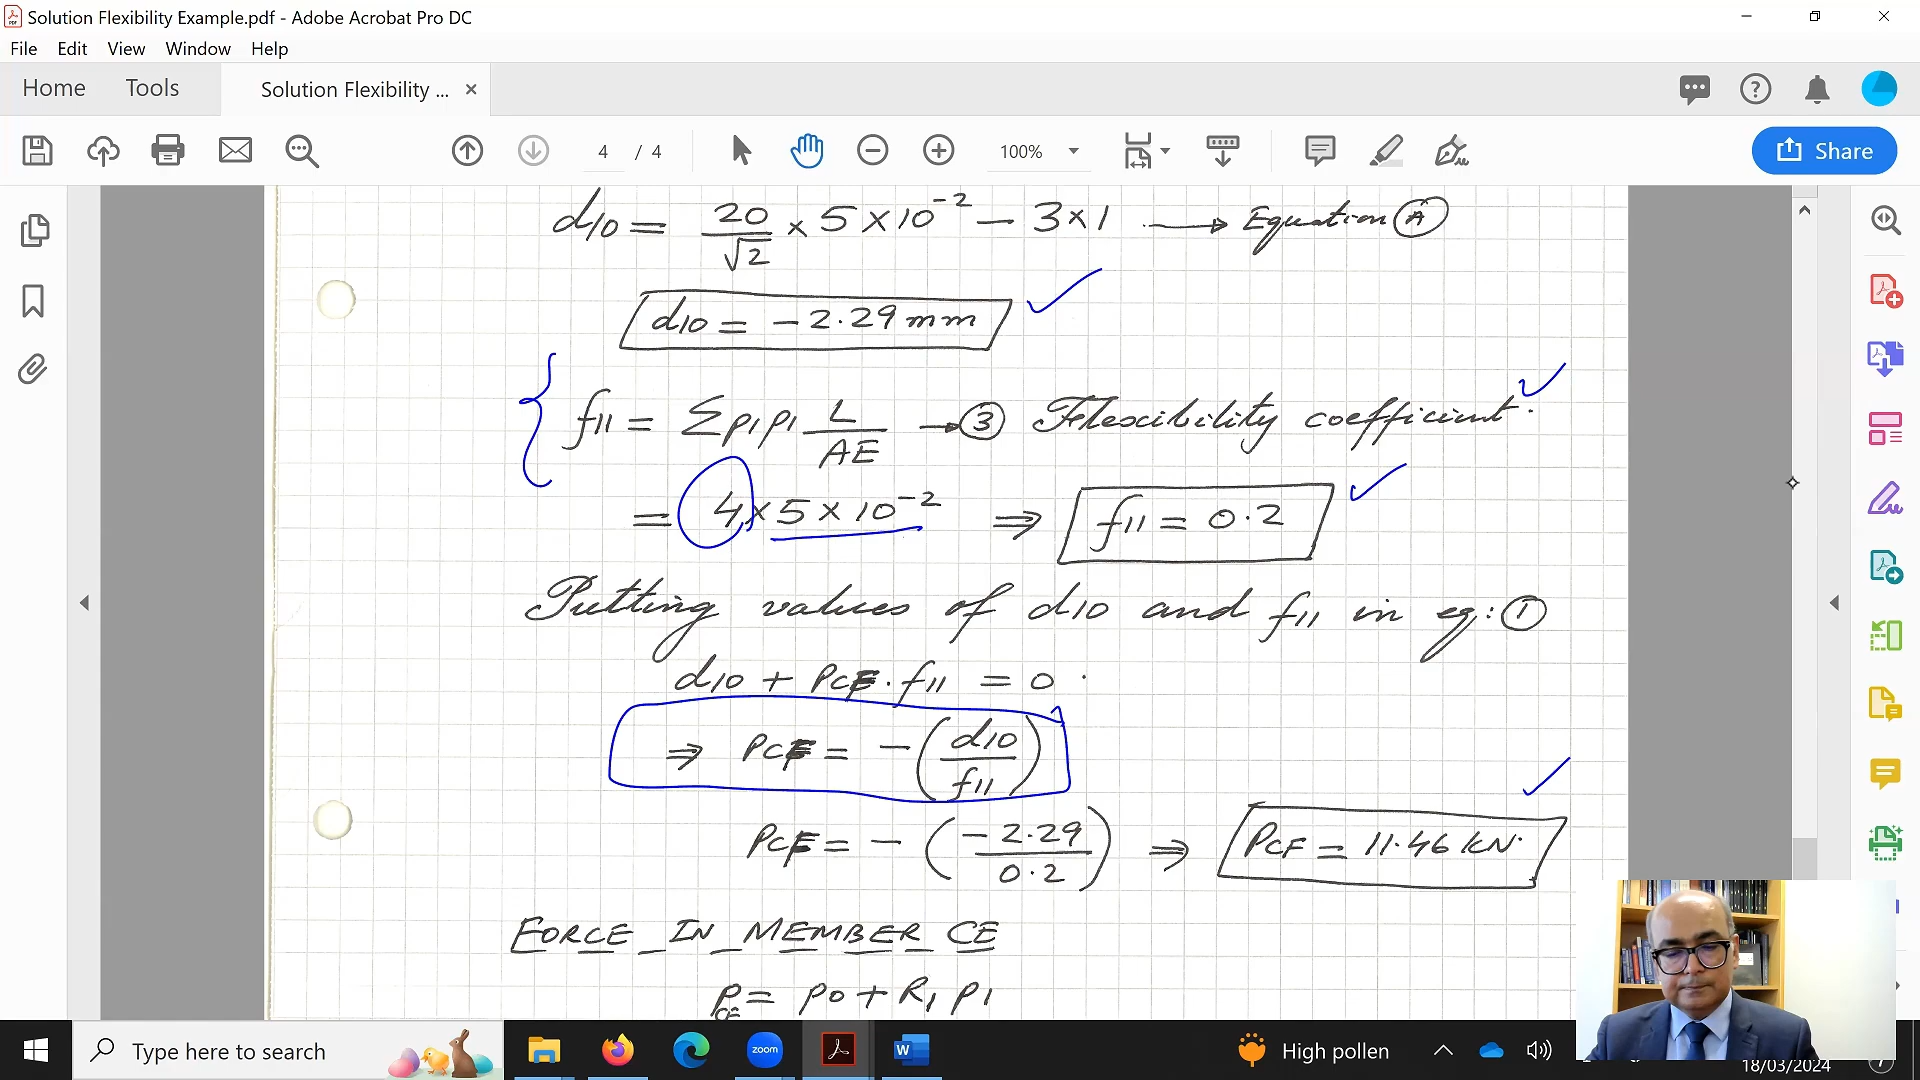 Solution Flexibility Example.pdf - Adobe Acrobat Pro DC
File Edit View Window Help
Home Tools Solution Flexibility ... ×
4 / 4 100% Share
d10 = 20/√2 × 5 × 10⁻² − 3 × 1 → Equation Ⓐ
d10 = − 2.29 mm
f11 = Σ p1 p1 L/AE → ③ Flexibility coefficient.
= 4 × 5 × 10⁻² ⇒ f11 = 0.2
Putting values of d10 and f11 in eq: ①
d10 + PCF . f11 = 0
⇒ PCF = − (d10/f11)
PCF = − (−2.29/0.2) ⇒ PCF = 11.46 KN.
FORCE IN MEMBER CE
PCE = p0 + R1 p1
Type here to search
zoom
High pollen
18/03/2024